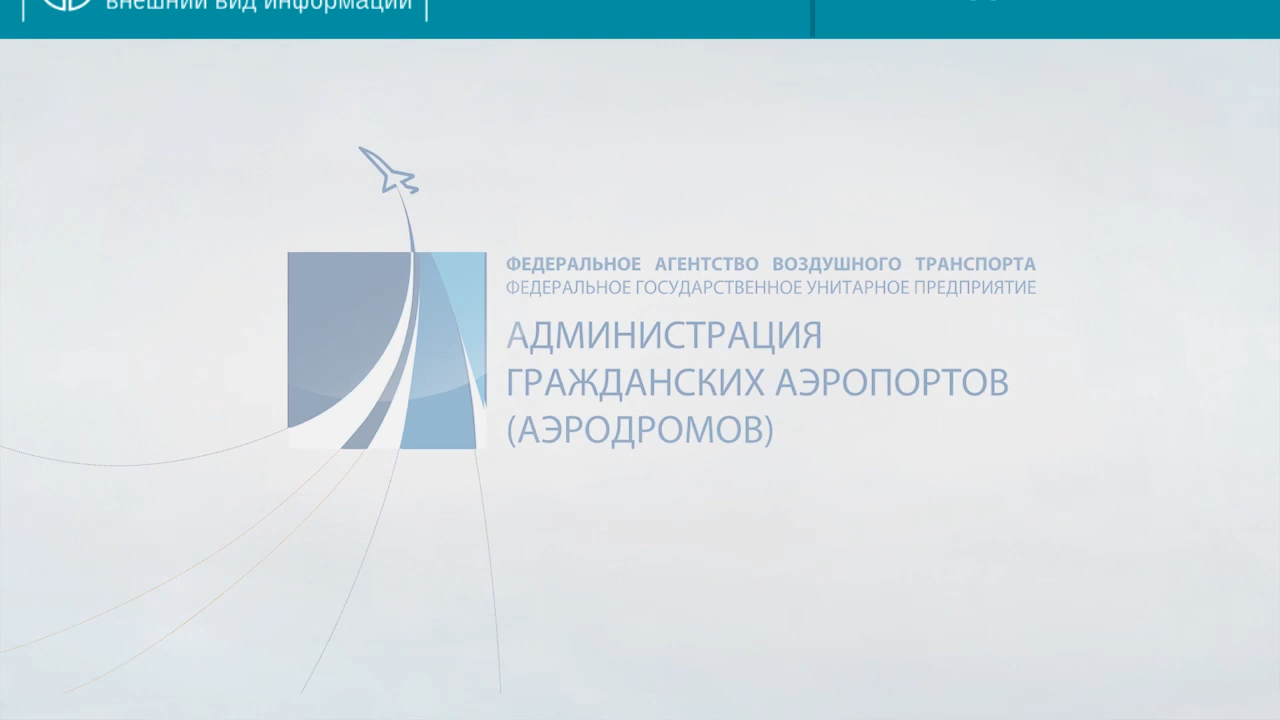 внешний вид информации
ФЕДЕРАЛЬНОЕ АГЕНТСТВО ВОЗДУШНОГО ТРАНСПОРТА
ФЕДЕРАЛЬНОЕ ГОСУДАРСТВЕННОЕ УНИТАРНОЕ ПРЕДПРИЯТИЕ
АДМИНИСТРАЦИЯ
ГРАЖДАНСКИХ АЭРОПОРТОВ
(АЭРОДРОМОВ)